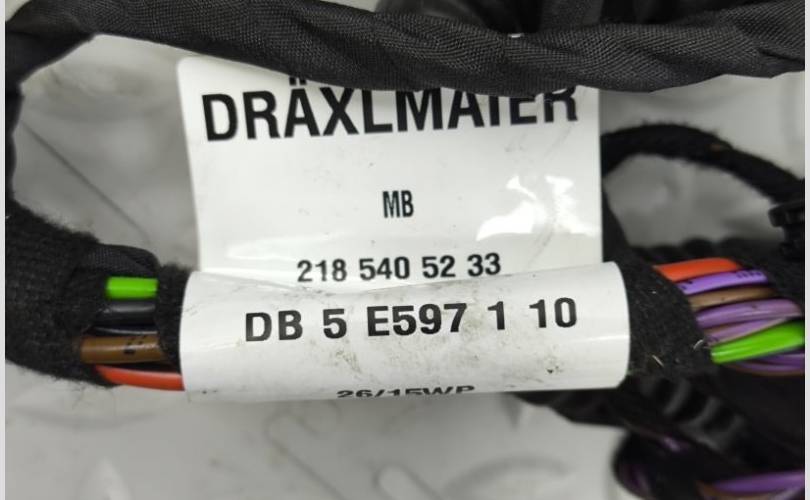 DRÄXLMAIER
MB
218 540 52 33
DB 5 E597 1 10
26/15WP